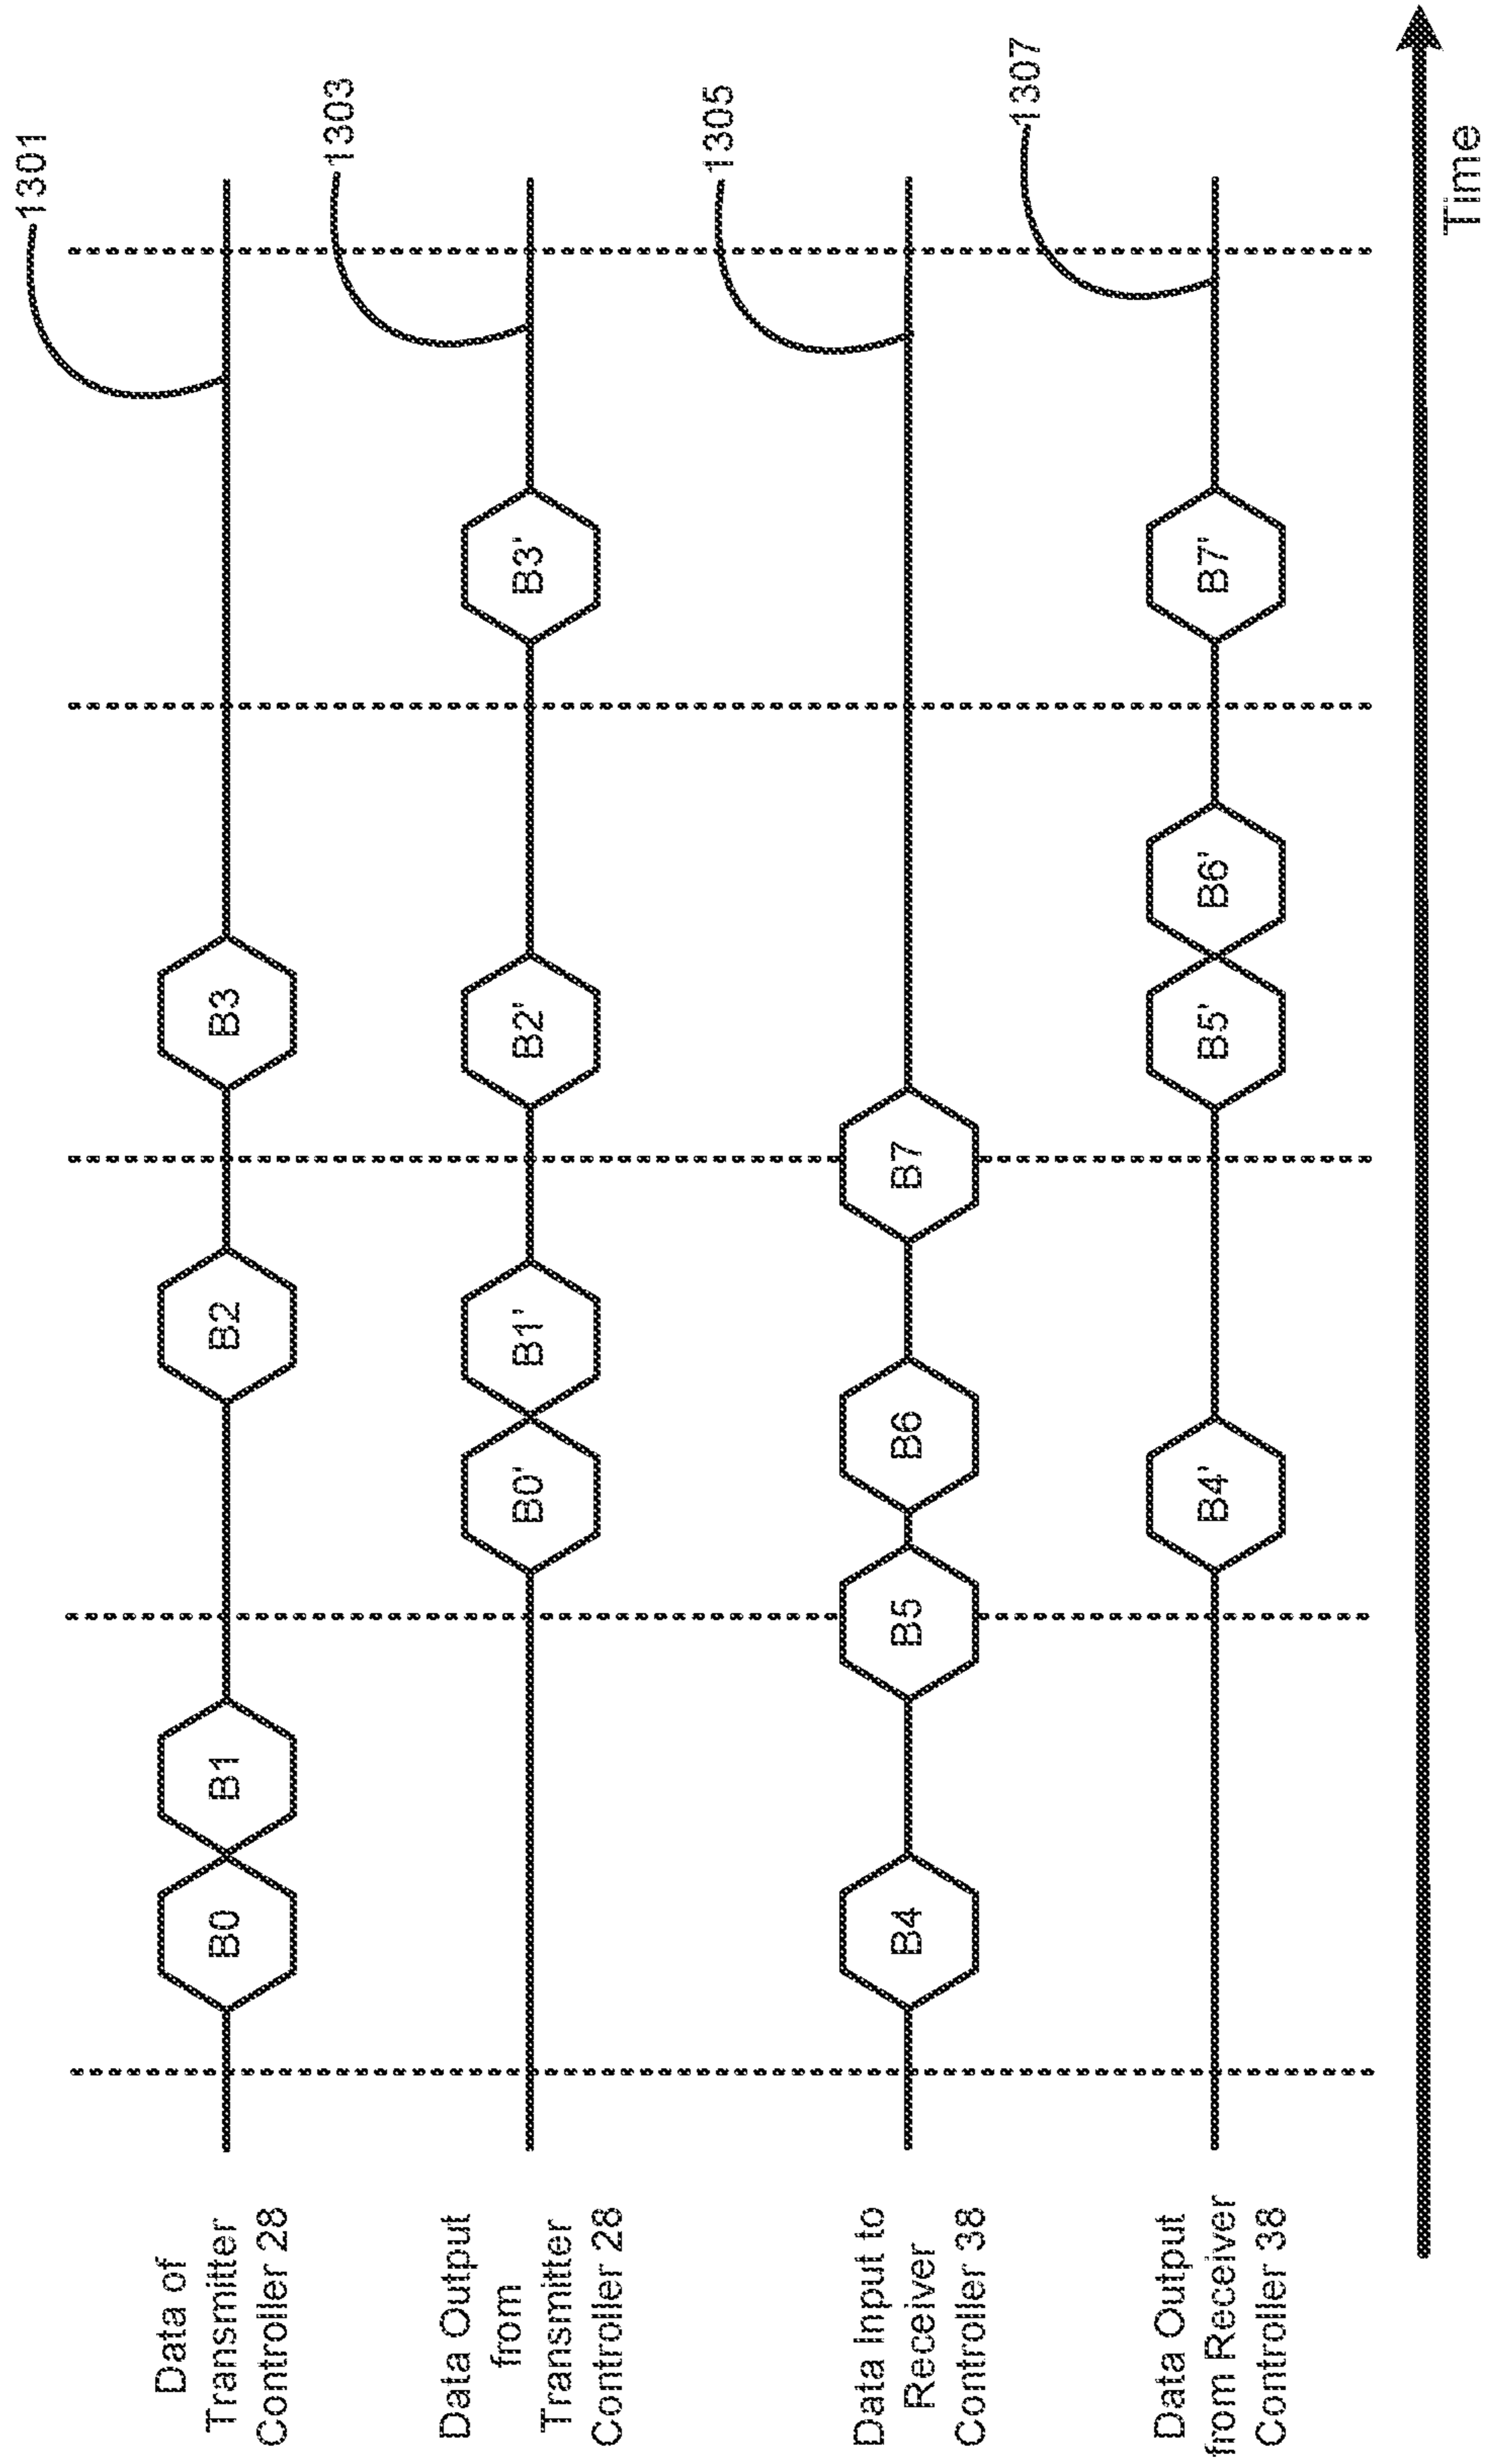 Data of
Transmitter
Controller 28
B0
B1
B2
B3
1301
Data Output
from
Transmitter
Controller 28
B0'
B1'
B2'
B3'
1303
Data Input to
Receiver
Controller 38
B4
B5
B6
B7
1305
Data Output
from Receiver
Controller 38
B4'
B5'
B6'
B7'
1307
Time